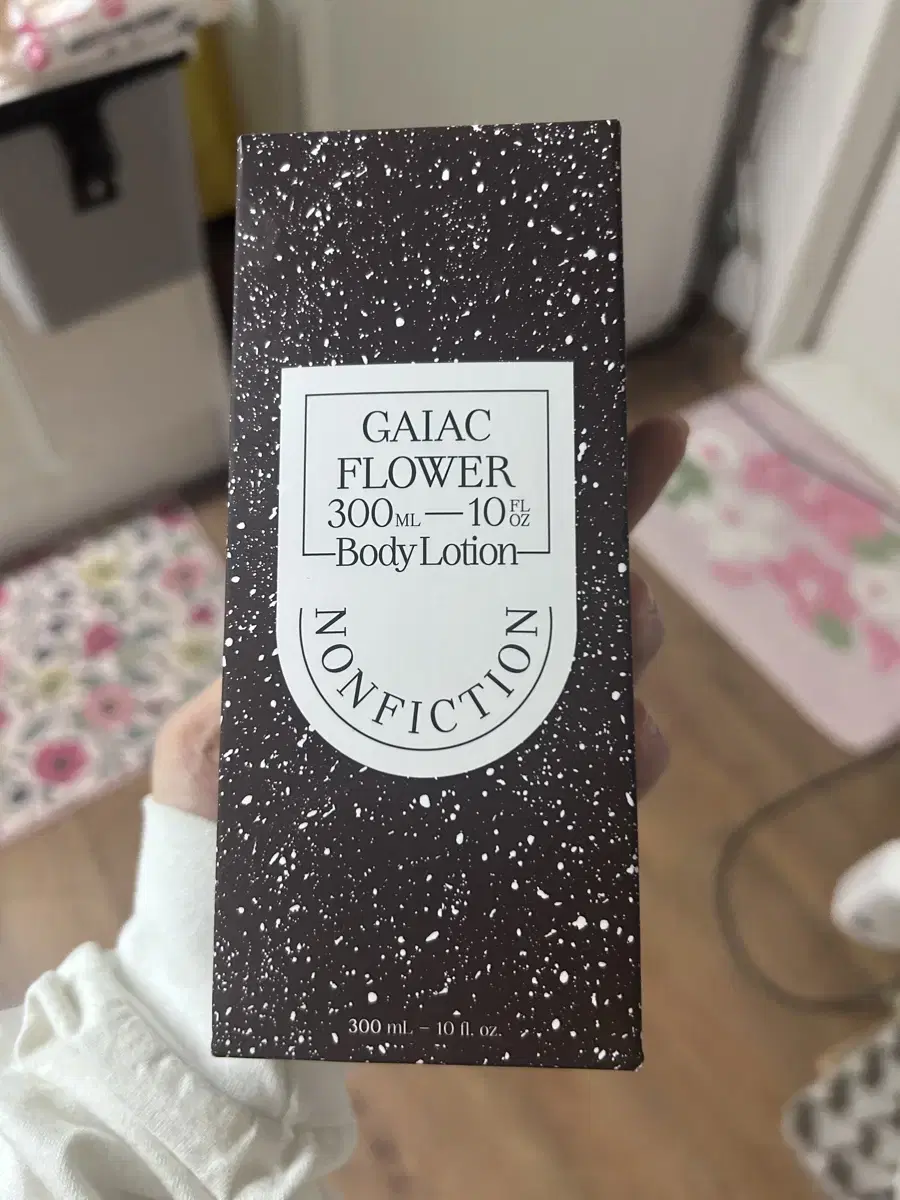 GAIAC
FLOWER
300ML — 10 FL OZ
Body Lotion
NONFICTION
300 mL – 10 fl. oz.